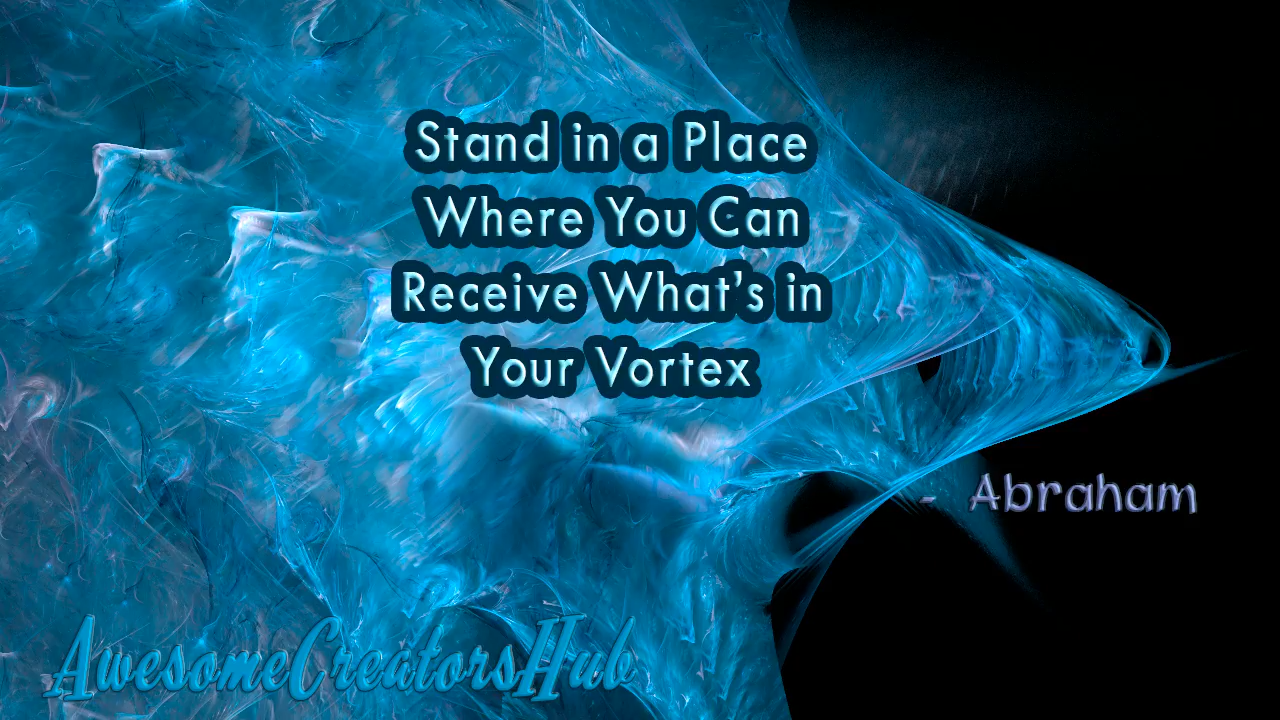 Stand in a Place
Where You Can
Receive What’s in
Your Vortex
- Abraham
AwesomeCreatorsHub